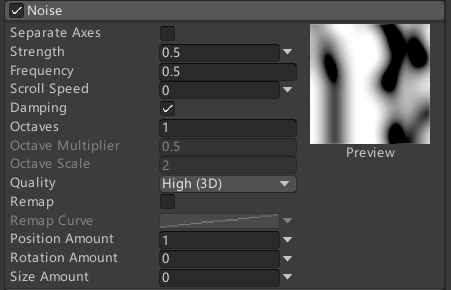 Noise
Separate Axes
Strength 0.5
Frequency 0.5
Scroll Speed 0
Damping
Octaves 1
Octave Multiplier 0.5
Preview
Octave Scale 2
Quality High (3D)
Remap
Remap Curve
Position Amount 1
Rotation Amount 0
Size Amount 0